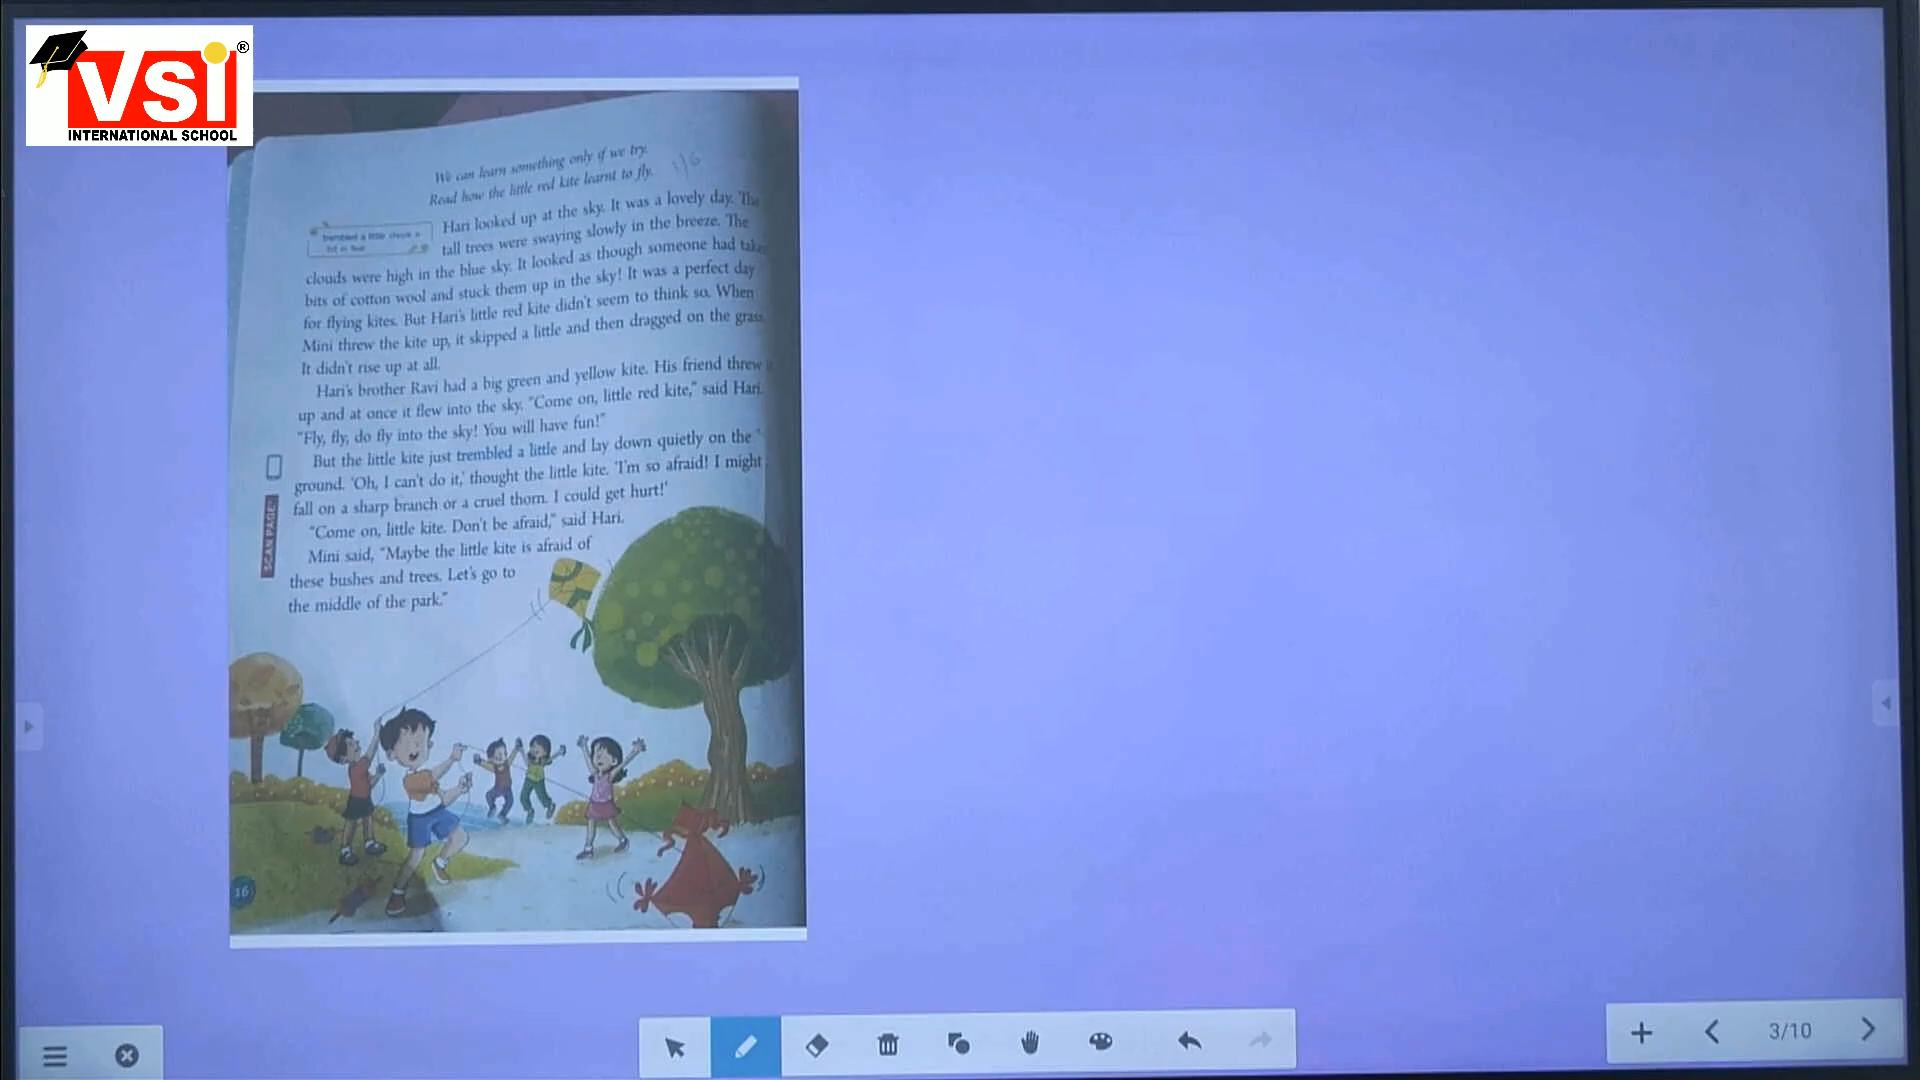 VSI ®
INTERNATIONAL SCHOOL
We can learn something only if we try.
Read how the little red kite learnt to fly.
1/6
trembled a little shook a
bit in fear
Hari looked up at the sky. It was a lovely day. The
tall trees were swaying slowly in the breeze. The
clouds were high in the blue sky. It looked as though someone had take
bits of cotton wool and stuck them up in the sky! It was a perfect day
for flying kites. But Hari's little red kite didn't seem to think so. When
Mini threw the kite up, it skipped a little and then dragged on the grass.
It didn't rise up at all.
Hari's brother Ravi had a big green and yellow kite. His friend threw it
up and at once it flew into the sky. "Come on, little red kite," said Hari.
"Fly, fly, do fly into the sky! You will have fun!"
But the little kite just trembled a little and lay down quietly on the
ground. 'Oh, I can't do it,' thought the little kite. 'I'm so afraid! I might
fall on a sharp branch or a cruel thorn. I could get hurt!'
"Come on, little kite. Don't be afraid," said Hari.
Mini said, "Maybe the little kite is afraid of
these bushes and trees. Let's go to
the middle of the park."
SCAN PAGE
16
3/10